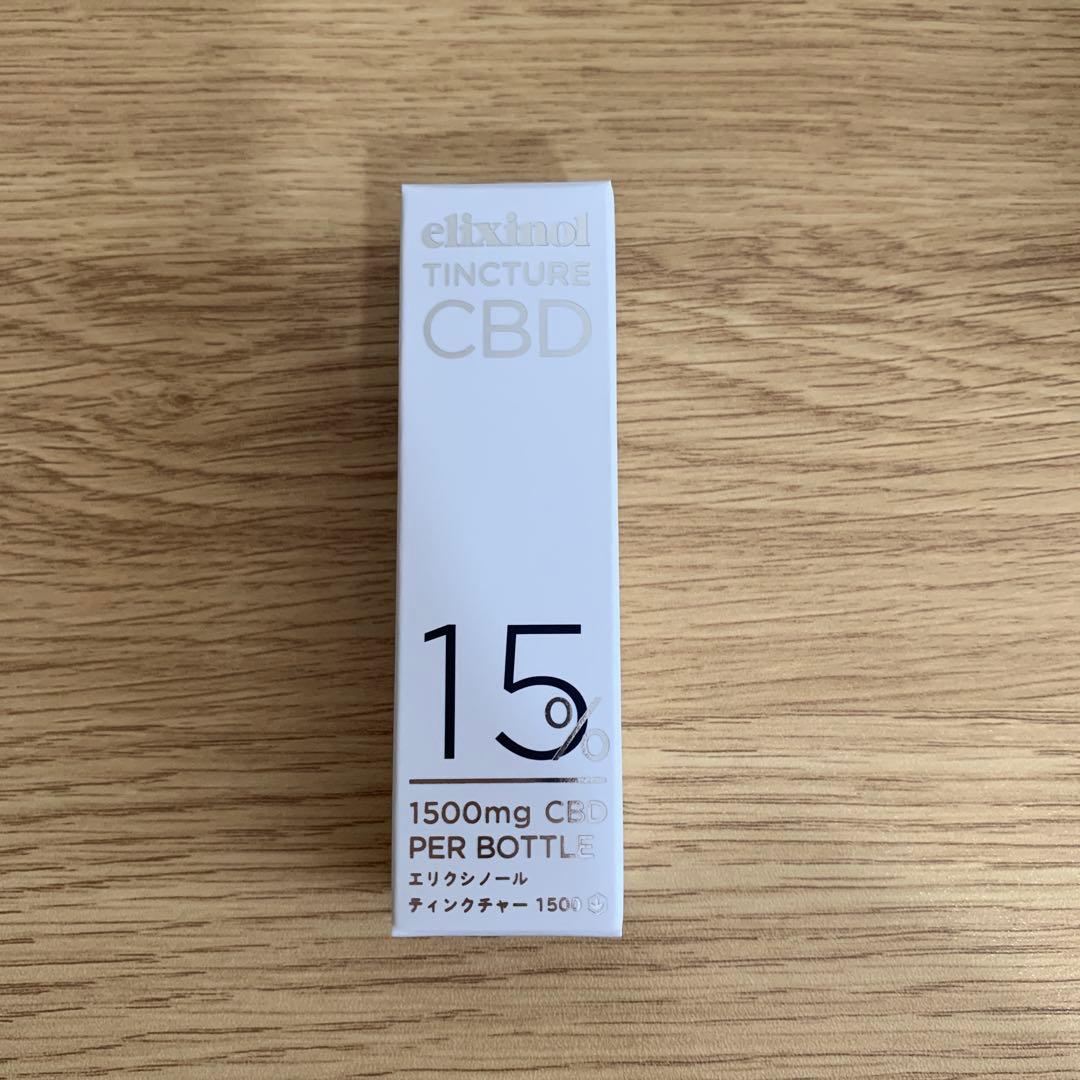 elixinol
TINCTURE
CBD
15%
1500mg CBD
PER BOTTLE
エリクシノール
ティンクチャー 1500